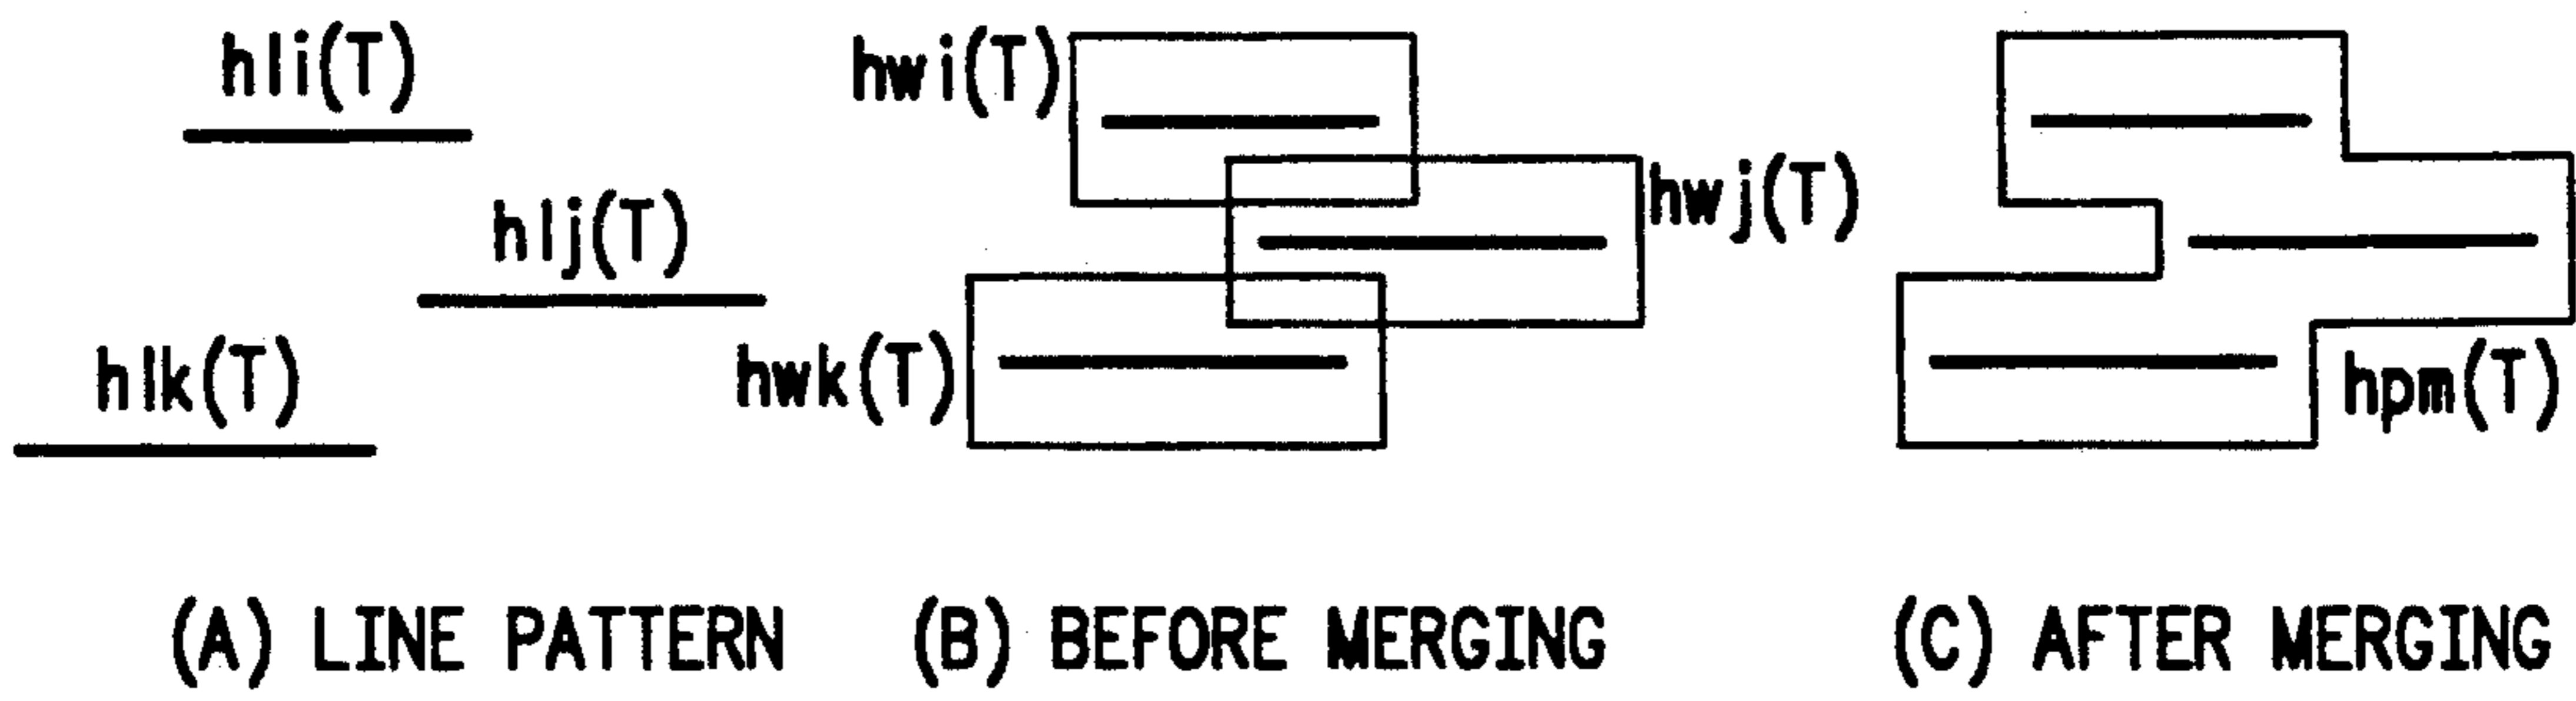 hli(T)
hlj(T)
hlk(T)
hwi(T)
hwj(T)
hwk(T)
hpm(T)
(A) LINE PATTERN
(B) BEFORE MERGING
(C) AFTER MERGING